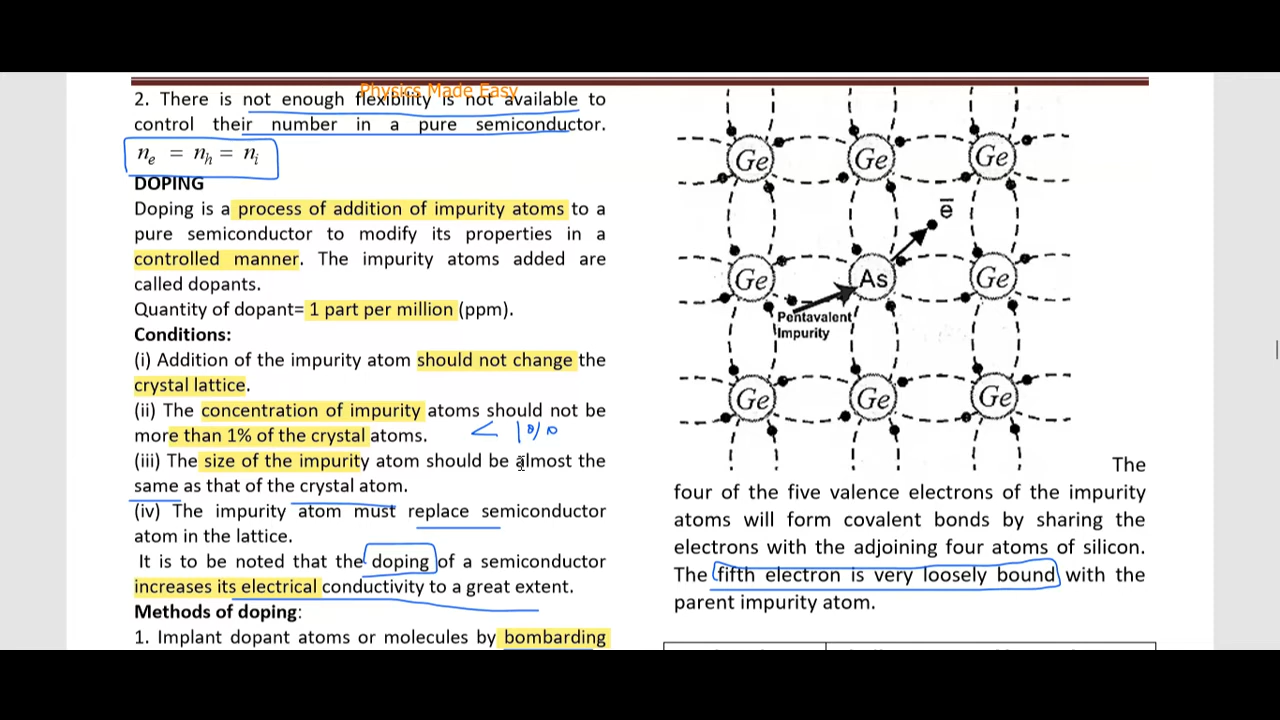 Physics Made Easy
2. There is not enough flexibility is not available to
control their number in a pure semiconductor.
nₑ = nₕ = nᵢ
DOPING
Doping is a process of addition of impurity atoms to a
pure semiconductor to modify its properties in a
controlled manner. The impurity atoms added are
called dopants.
Quantity of dopant= 1 part per million (ppm).
Conditions:
(i) Addition of the impurity atom should not change the
crystal lattice.
(ii) The concentration of impurity atoms should not be
more than 1% of the crystal atoms.
< 1%
(iii) The size of the impurity atom should be almost the
same as that of the crystal atom.
(iv) The impurity atom must replace semiconductor
atom in the lattice.
It is to be noted that the doping of a semiconductor
increases its electrical conductivity to a great extent.
Methods of doping:
1. Implant dopant atoms or molecules by bombarding
Ge Ge Ge
e̅
Ge As Ge
Pentavalent
Impurity
Ge Ge Ge
The
four of the five valence electrons of the impurity
atoms will form covalent bonds by sharing the
electrons with the adjoining four atoms of silicon.
The fifth electron is very loosely bound with the
parent impurity atom.